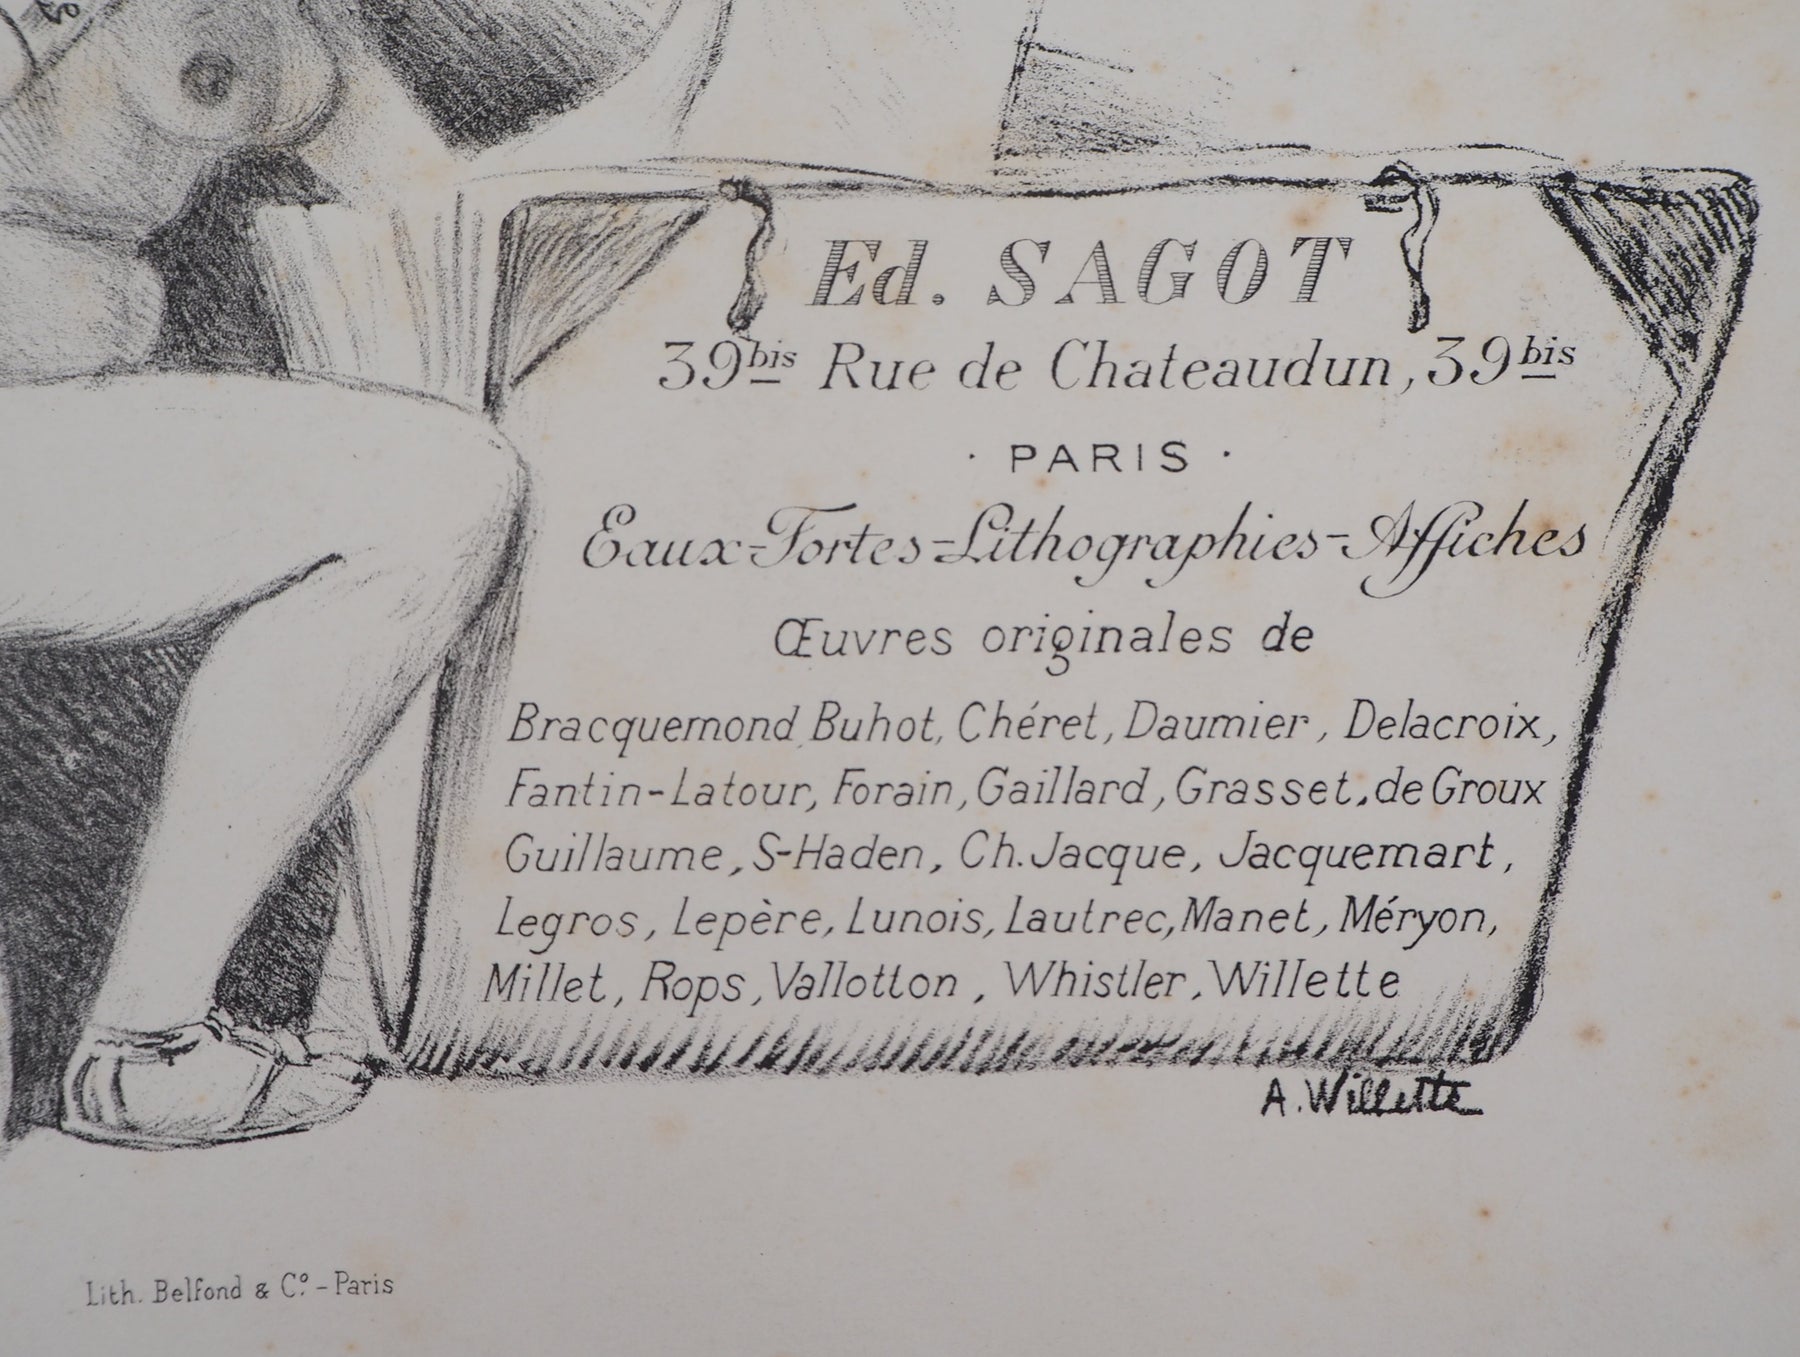 Ed. SAGOT
39bis Rue de Chateaudun, 39bis
· PARIS ·
Eaux-Fortes-Lithographies-Affiches
Œuvres originales de
Bracquemond, Buhot, Chéret, Daumier, Delacroix,
Fantin-Latour, Forain, Gaillard, Grasset, de Groux
Guillaume, S-Haden, Ch. Jacque, Jacquemart,
Legros, Lepère, Lunois, Lautrec, Manet, Méryon,
Millet, Rops, Vallotton, Whistler, Willette
A. Willette
Lith. Belfond & Co. - Paris